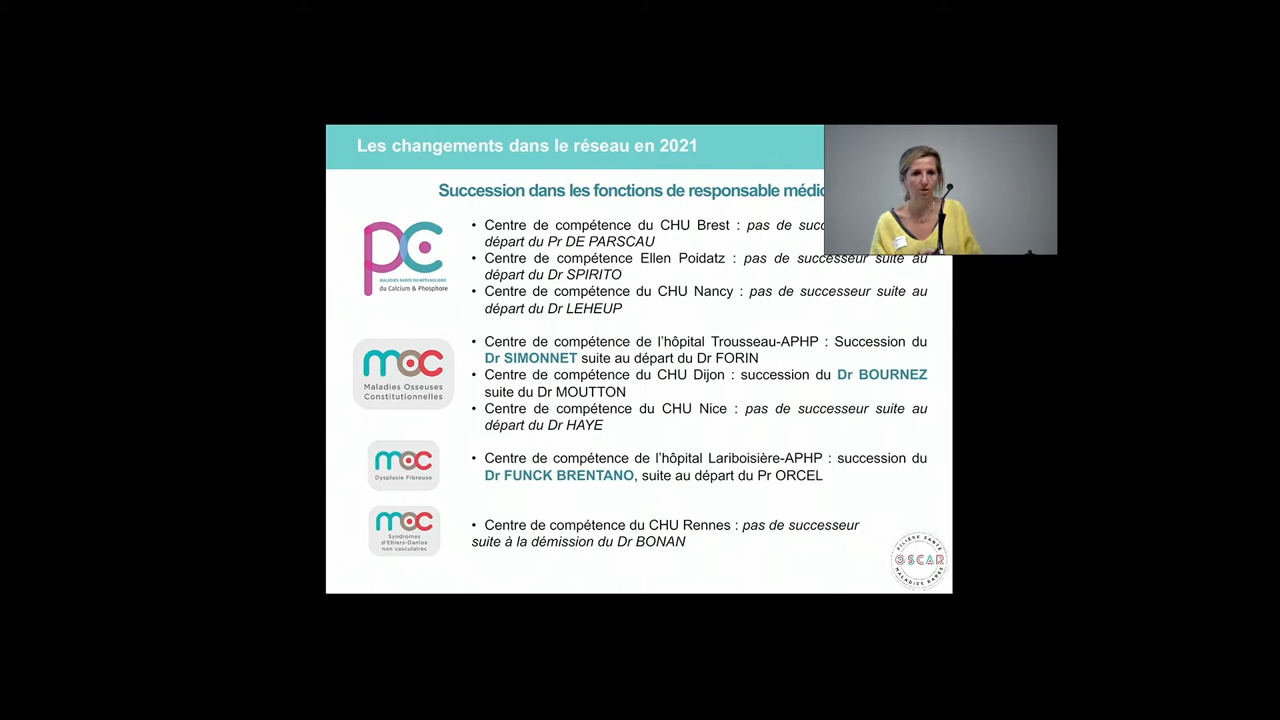 Les changements dans le réseau en 2021
Succession dans les fonctions de responsable
• Centre de compétence du CHU Brest : pas de
départ du Pr DE PARSCAU
• Centre de compétence Ellen Poidatz : pas de successeur suite au
départ du Dr SPIRITO
• Centre de compétence du CHU Nancy : pas de successeur suite au
départ du Dr LEHEUP
pc
MALADIES RARES DU MÉTABOLISME
du Calcium & Phosphore
• Centre de compétence de l'hôpital Trousseau-APHP : Succession du
Dr SIMONNET suite au départ du Dr FORIN
• Centre de compétence du CHU Dijon : succession du Dr BOURNEZ
suite du Dr MOUTTON
• Centre de compétence du CHU Nice : pas de successeur suite au
départ du Dr HAYE
moc
Maladies Osseuses
Constitutionnelles
• Centre de compétence de l'hôpital Lariboisière-APHP : succession du
Dr FUNCK BRENTANO, suite au départ du Pr ORCEL
moc
Dysplasie Fibreuse
• Centre de compétence du CHU Rennes : pas de successeur
suite à la démission du Dr BONAN
moc
Syndromes
d'Ehlers-Danlos
non vasculaires
FILIÈRE SANTÉ
OSCAR
MALADIES RARES